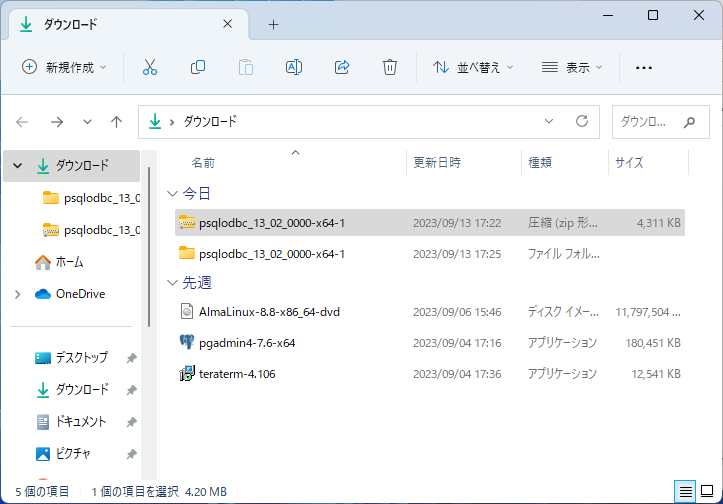 ダウンロード
新規作成
並べ替え
表示
ダウンロード
ダウンロ...
ダウンロード
psqlodbc_13_0
psqlodbc_13_0
ホーム
OneDrive
デスクトップ
ダウンロード
ドキュメント
ピクチャ
名前 更新日時 種類 サイズ
今日
psqlodbc_13_02_0000-x64-1 2023/09/13 17:22 圧縮 (zip 形... 4,311 KB
psqlodbc_13_02_0000-x64-1 2023/09/13 17:25 ファイル フォル...
先週
AlmaLinux-8.8-x86_64-dvd 2023/09/06 15:46 ディスク イメー... 11,797,504 ...
pgadmin4-7.6-x64 2023/09/04 17:16 アプリケーション 180,451 KB
teraterm-4.106 2023/09/04 17:36 アプリケーション 12,541 KB
5 個の項目 1 個の項目を選択 4.20 MB